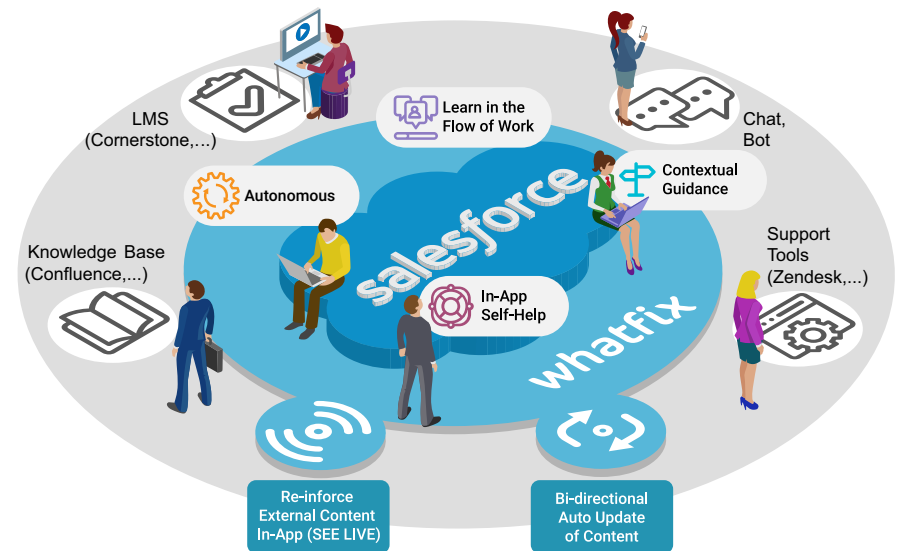 LMS
(Cornerstone,...)
Learn in the
Flow of Work
Chat,
Bot
Autonomous
Contextual
Guidance
salesforce
Knowledge Base
(Confluence,...)
Support
Tools
(Zendesk,...)
In-App
Self-Help
whatfix
Re-inforce
External Content
In-App (SEE LIVE)
Bi-directional
Auto Update
of Content